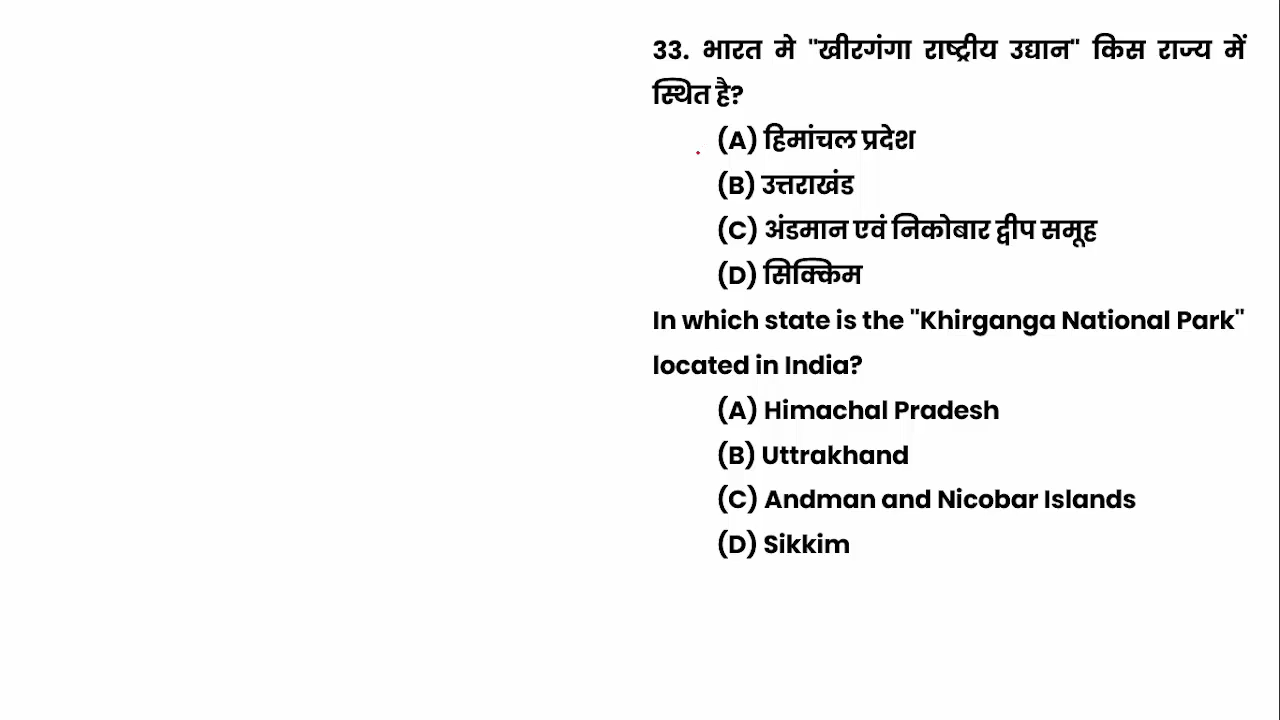 33. भारत मे "खीरगंगा राष्ट्रीय उद्यान" किस राज्य में
स्थित है?
(A) हिमांचल प्रदेश
(B) उत्तराखंड
(C) अंडमान एवं निकोबार द्वीप समूह
(D) सिक्किम
In which state is the "Khirganga National Park"
located in India?
(A) Himachal Pradesh
(B) Uttrakhand
(C) Andman and Nicobar Islands
(D) Sikkim